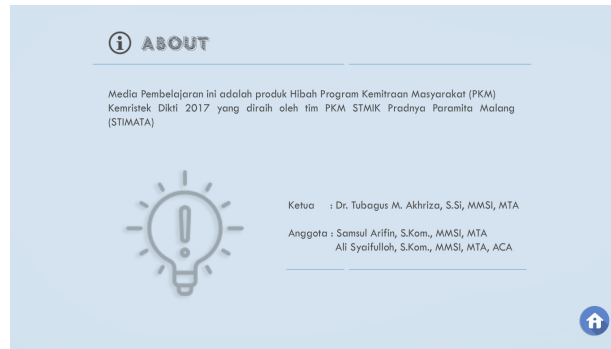 ABOUT
Media Pembelajaran ini adalah produk Hibah Program Kemitraan Masyarakat (PKM)
Kemristek Dikti 2017 yang diraih oleh tim PKM STMIK Pradnya Paramita Malang
(STIMATA)
Ketua : Dr. Tubagus M. Akhriza, S.Si, MMSI, MTA
Anggota : Samsul Arifin, S.Kom., MMSI, MTA
Ali Syaifulloh, S.Kom., MMSI, MTA, ACA